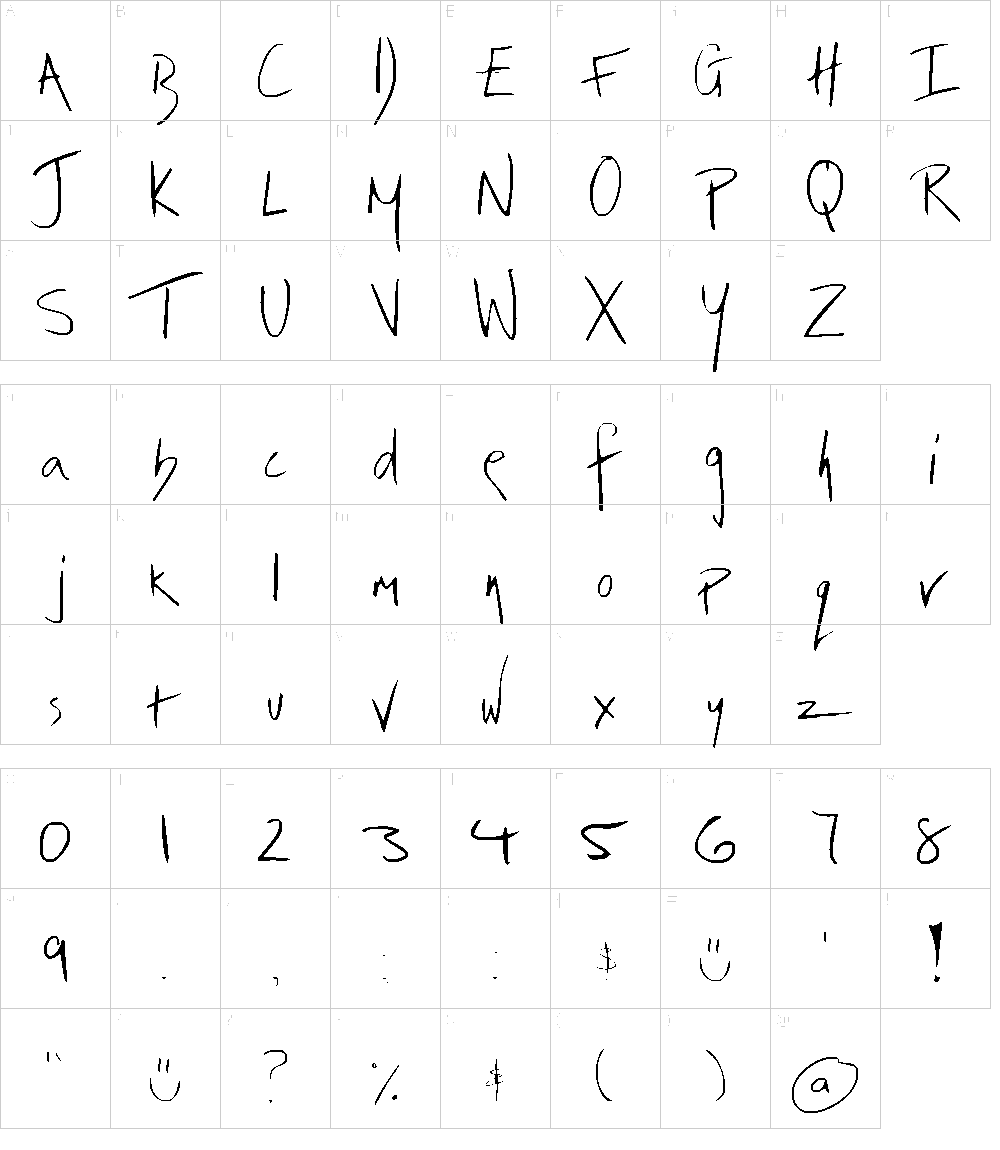 A B C D E F G H I
J K L M N O P Q R
S T U V W X Y Z
a b c d e f g h i
j k l m n o p q r
s t u v w x y z
0 1 2 3 4 5 6 7 8
9 . , ; : $ ' !
" ? % $ ( ) @